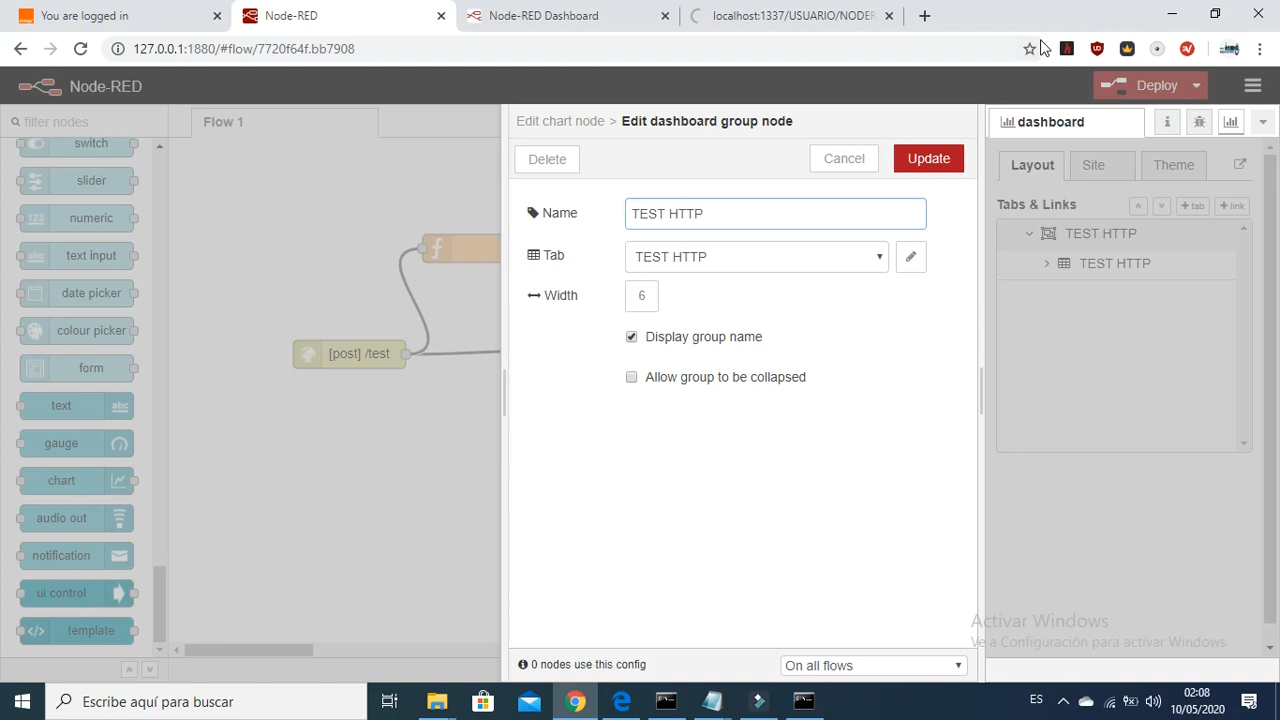 You are logged in
Node-RED
Node-RED Dashboard
localhost:1337/USUARIO/NODER
127.0.0.1:1880/#flow/7720f64f.bb7908
Node-RED
Deploy
filter nodes
Flow 1
Edit chart node > Edit dashboard group node
dashboard
Delete
Cancel
Update
Layout
Site
Theme
switch
slider
numeric
text input
date picker
colour picker
form
text
gauge
chart
audio out
notification
ui control
template
[post] /test
Name
TEST HTTP
Tab
TEST HTTP
Width
6
Display group name
Allow group to be collapsed
Tabs & Links
+ tab
+ link
TEST HTTP
TEST HTTP
0 nodes use this config
On all flows
Activar Windows
Ve a Configuración para activar Windows.
Escribe aquí para buscar
ES
02:08
10/05/2020